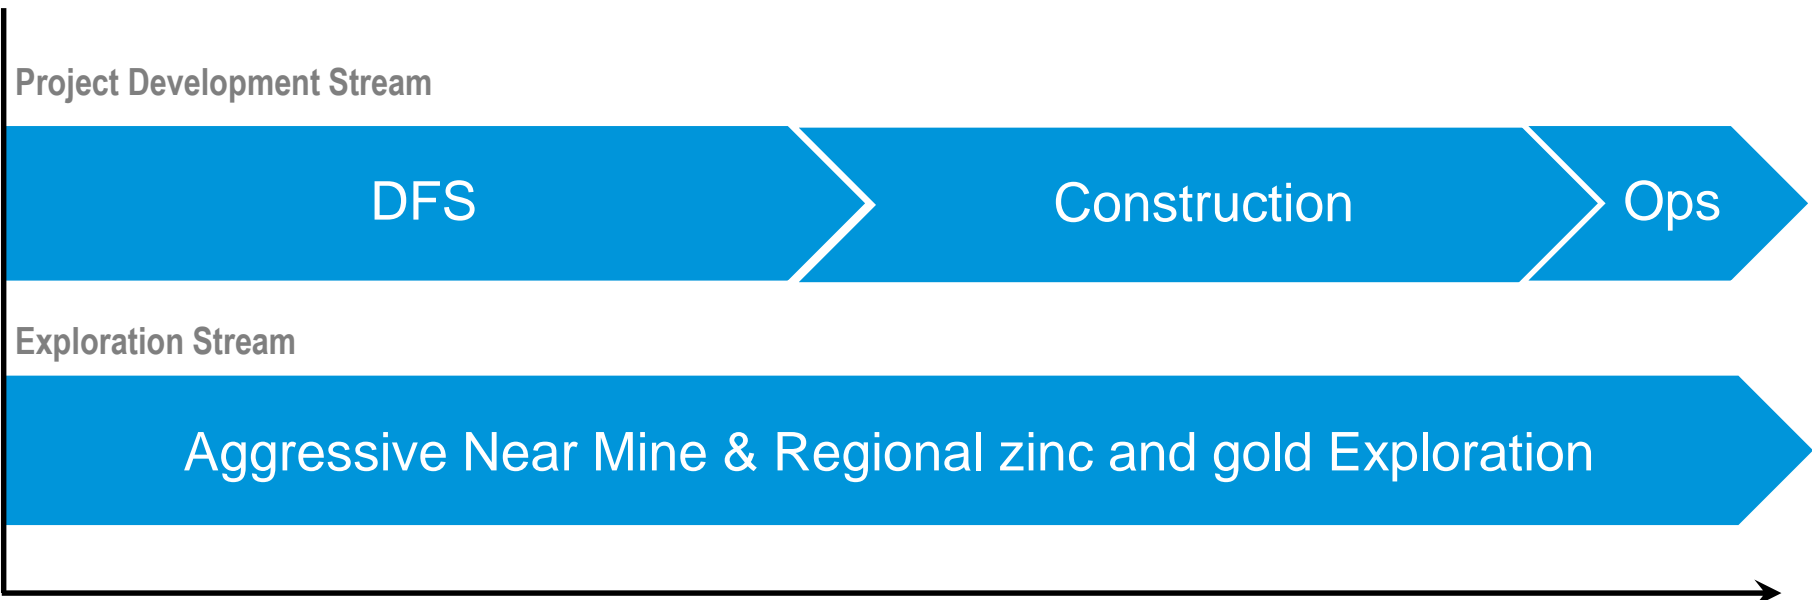 Project Development Stream
DFS
Construction
Ops
Exploration Stream
Aggressive Near Mine & Regional zinc and gold Exploration